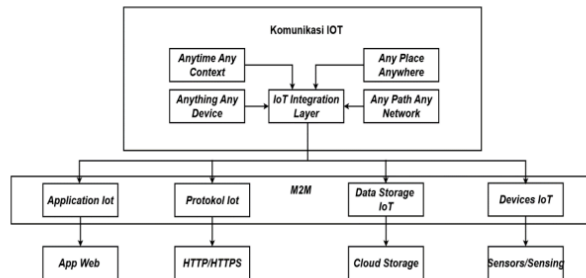 Komunikasi IOT
Anytime Any
Context
Any Place
Anywhere
Anything Any
Device
IoT Integration
Layer
Any Path Any
Network
M2M
Application Iot
Protokol Iot
Data Storage
IoT
Devices IoT
App Web
HTTP/HTTPS
Cloud Storage
Sensors/Sensing